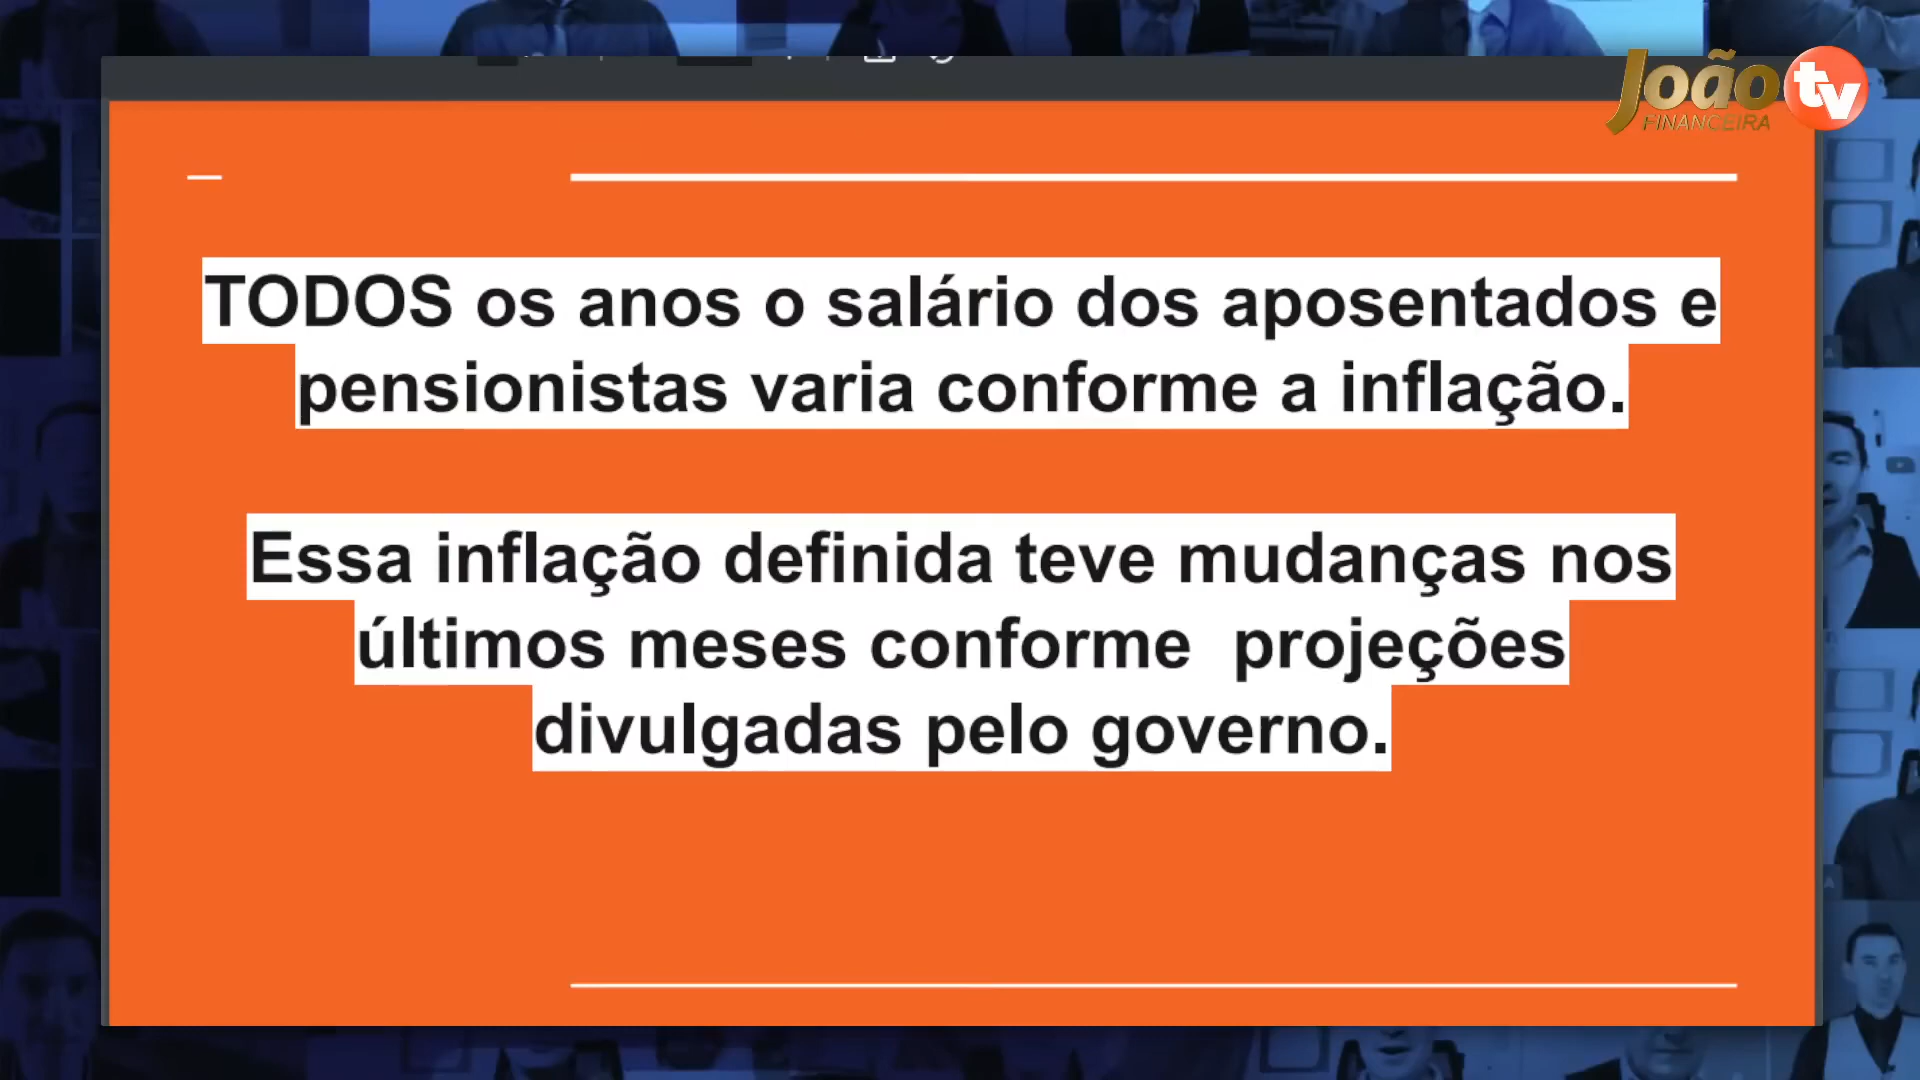 João
FINANCEIRA
tv
TODOS os anos o salário dos aposentados e
pensionistas varia conforme a inflação.
Essa inflação definida teve mudanças nos
últimos meses conforme projeções
divulgadas pelo governo.